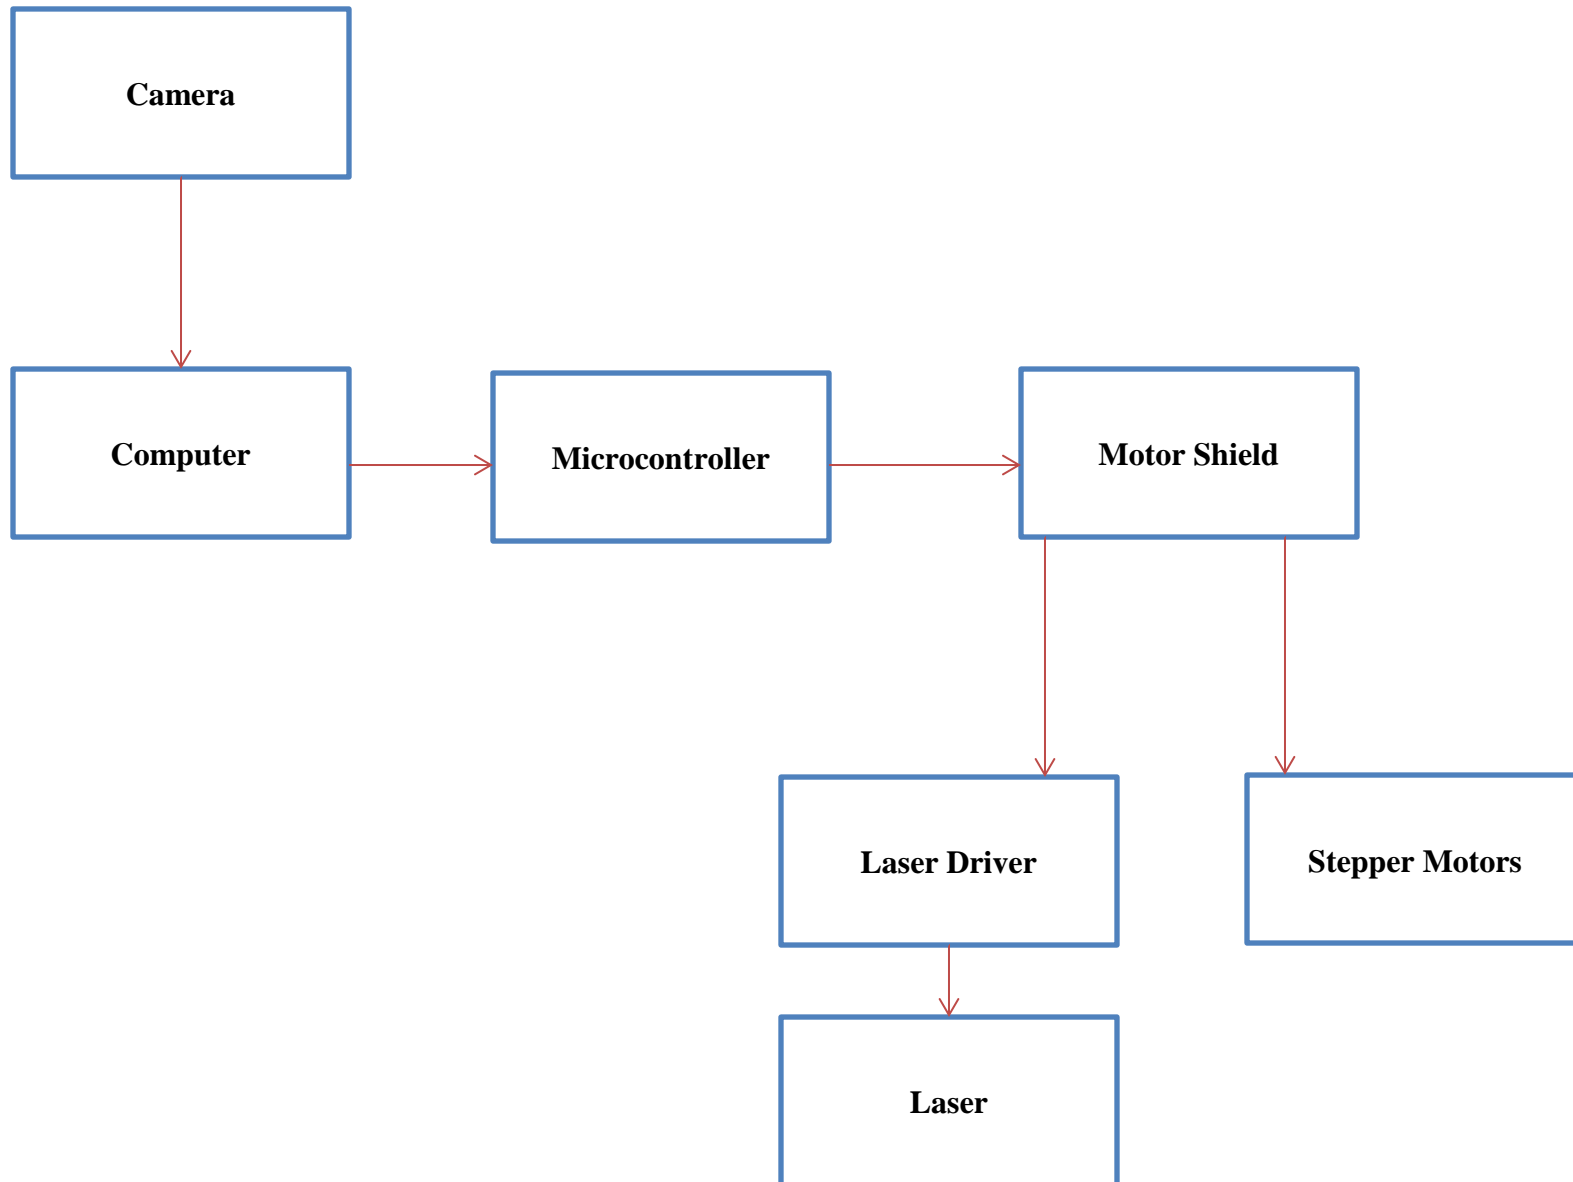 Camera
Computer
Microcontroller
Motor Shield
Laser Driver
Stepper Motors
Laser